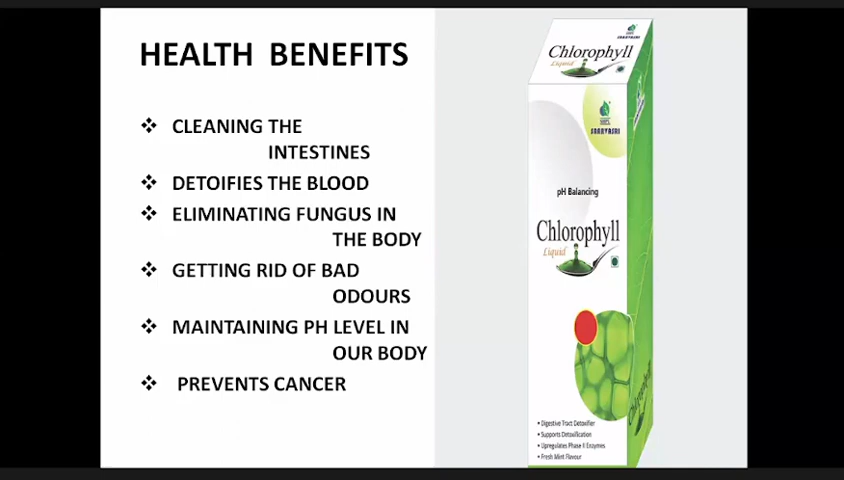 HEALTH BENEFITS
❖ CLEANING THE
INTESTINES
❖ DETOIFIES THE BLOOD
❖ ELIMINATING FUNGUS IN
THE BODY
❖ GETTING RID OF BAD
ODOURS
❖ MAINTAINING PH LEVEL IN
OUR BODY
❖ PREVENTS CANCER
Chlorophyll
Liquid
pH Balancing
Chlorophyll
Liquid
• Digestive Tract Detoxifier
• Supports Detoxification
• Upregulates Phase II Enzymes
• Fresh Mint Flavour
Chlorophyll